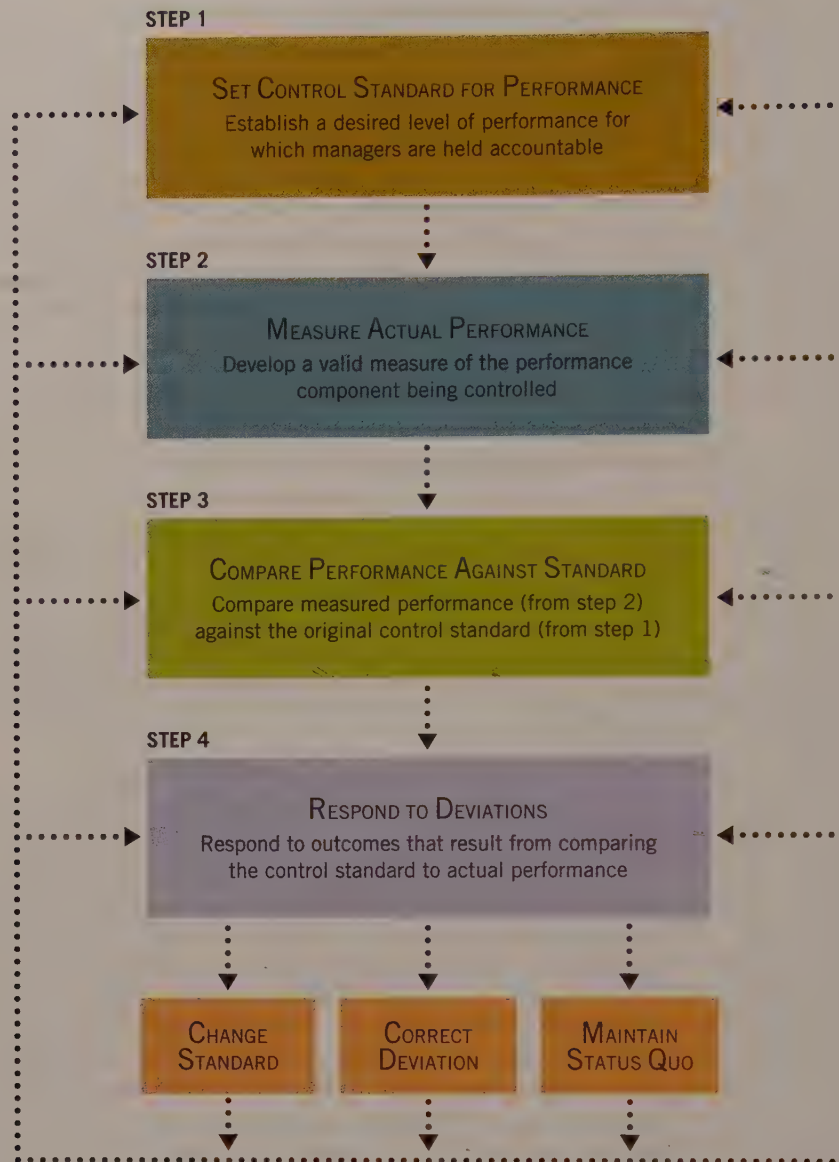 STEP 1
SET CONTROL STANDARD FOR PERFORMANCE
Establish a desired level of performance for
which managers are held accountable
STEP 2
MEASURE ACTUAL PERFORMANCE
Develop a valid measure of the performance
component being controlled
STEP 3
COMPARE PERFORMANCE AGAINST STANDARD
Compare measured performance (from step 2)
against the original control standard (from step 1)
STEP 4
RESPOND TO DEVIATIONS
Respond to outcomes that result from comparing
the control standard to actual performance
CHANGE
STANDARD
CORRECT
DEVIATION
MAINTAIN
STATUS QUO